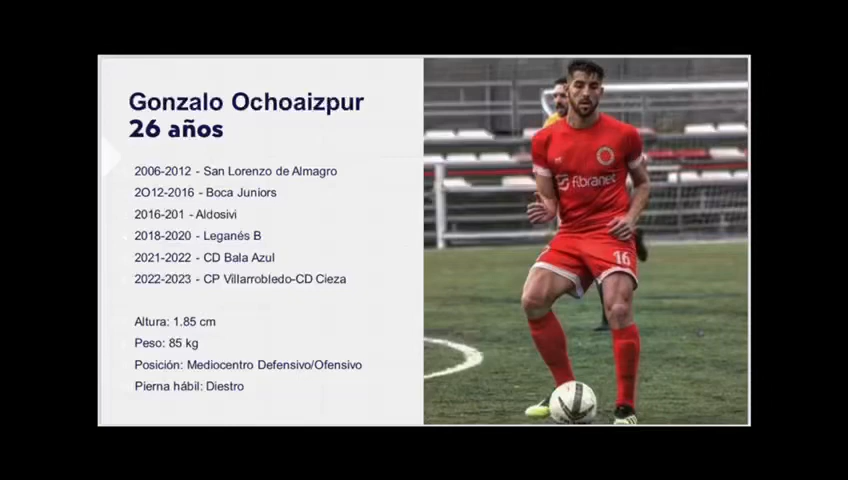 Gonzalo Ochoaizpur
26 años
2006-2012 - San Lorenzo de Almagro
2O12-2016 - Boca Juniors
2016-201 - Aldosivi
2018-2020 - Leganés B
2021-2022 - CD Bala Azul
2022-2023 - CP Villarrobledo-CD Cieza
Altura: 1.85 cm
Peso: 85 kg
Posición: Mediocentro Defensivo/Ofensivo
Pierna hábil: Diestro
fibranet
16